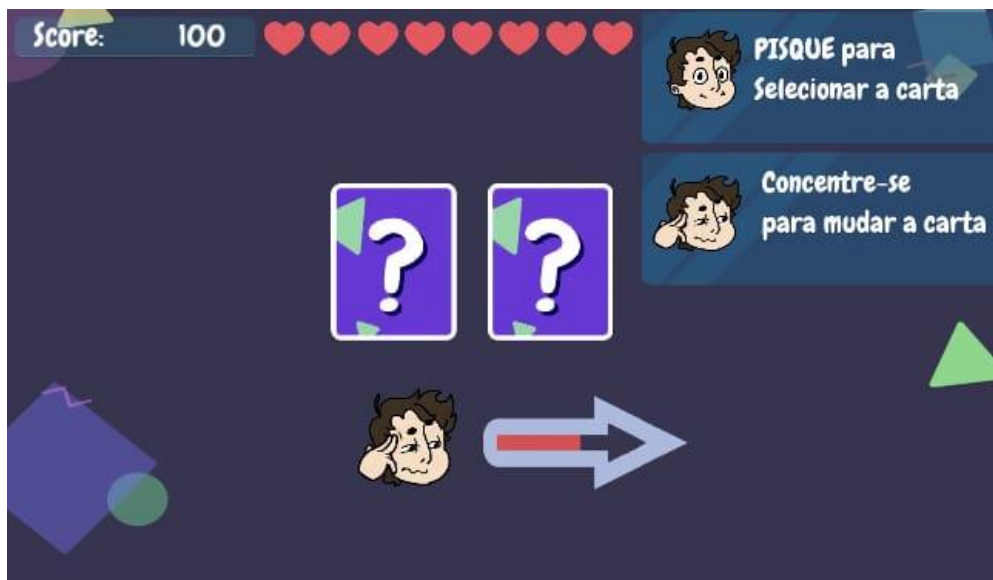 Score: 100
PISQUE para
Selecionar a carta
Concentre-se
para mudar a carta
?
?